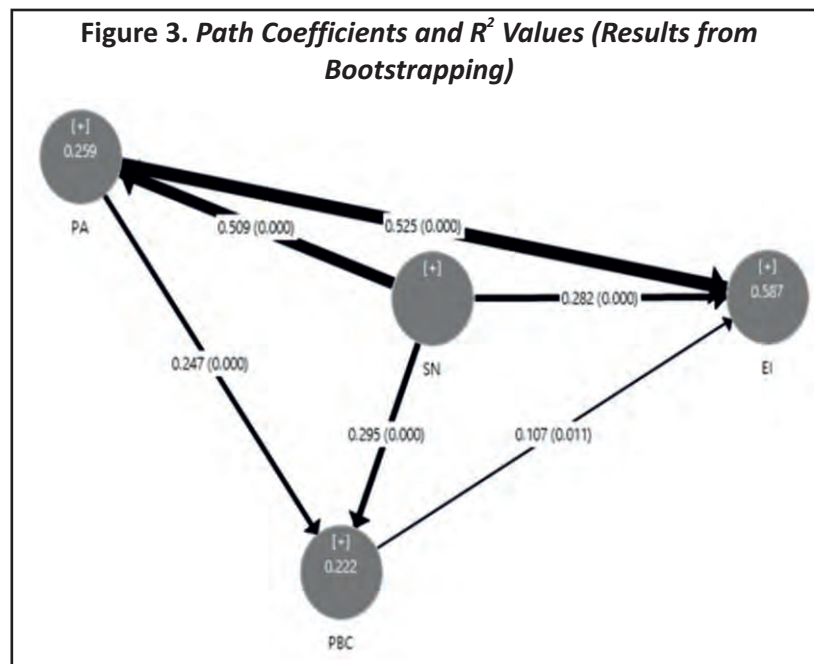 Figure 3. Path Coefficients and R² Values (Results from
Bootstrapping)
[+]
0.259
PA
0.509 (0.000)
0.525 (0.000)
[+]
SN
0.282 (0.000)
[+]
0.587
EI
0.247 (0.000)
0.295 (0.000)
0.107 (0.011)
[+]
0.222
PBC